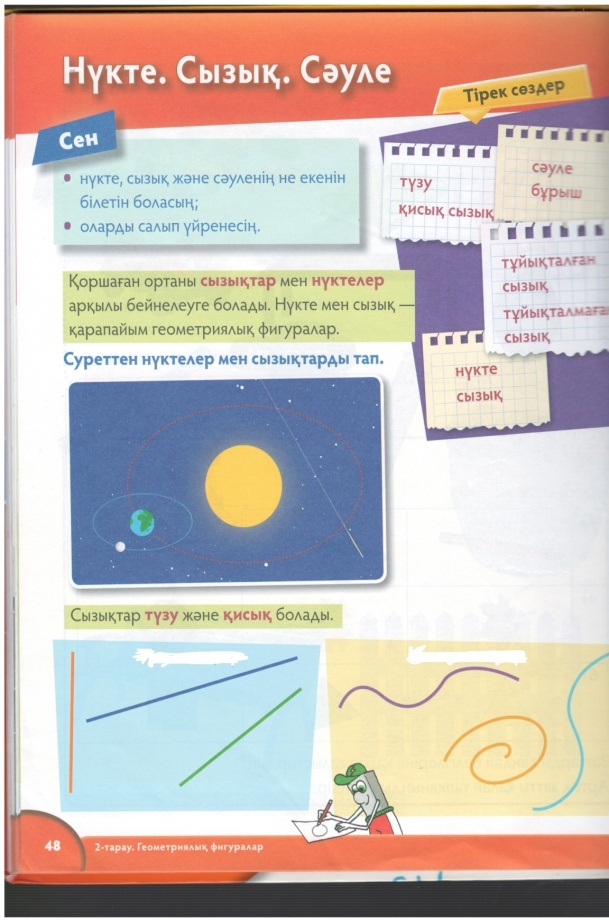 Нүкте. Сызық. Сәуле
Тірек сөздер
Сен
• нүкте, сызық және сәуленің не екенін
білетін боласың;
• оларды салып үйренесің.
түзу
қисық сызық
сәуле
бұрыш
тұйықталған
сызық
тұйықталмаған
сызық
нүкте
сызық
Қоршаған ортаны сызықтар мен нүктелер
арқылы бейнелеуге болады. Нүкте мен сызық —
қарапайым геометриялық фигуралар.
Суреттен нүктелер мен сызықтарды тап.
Сызықтар түзу және қисық болады.
48
2-тарау. Геометриялық фигуралар